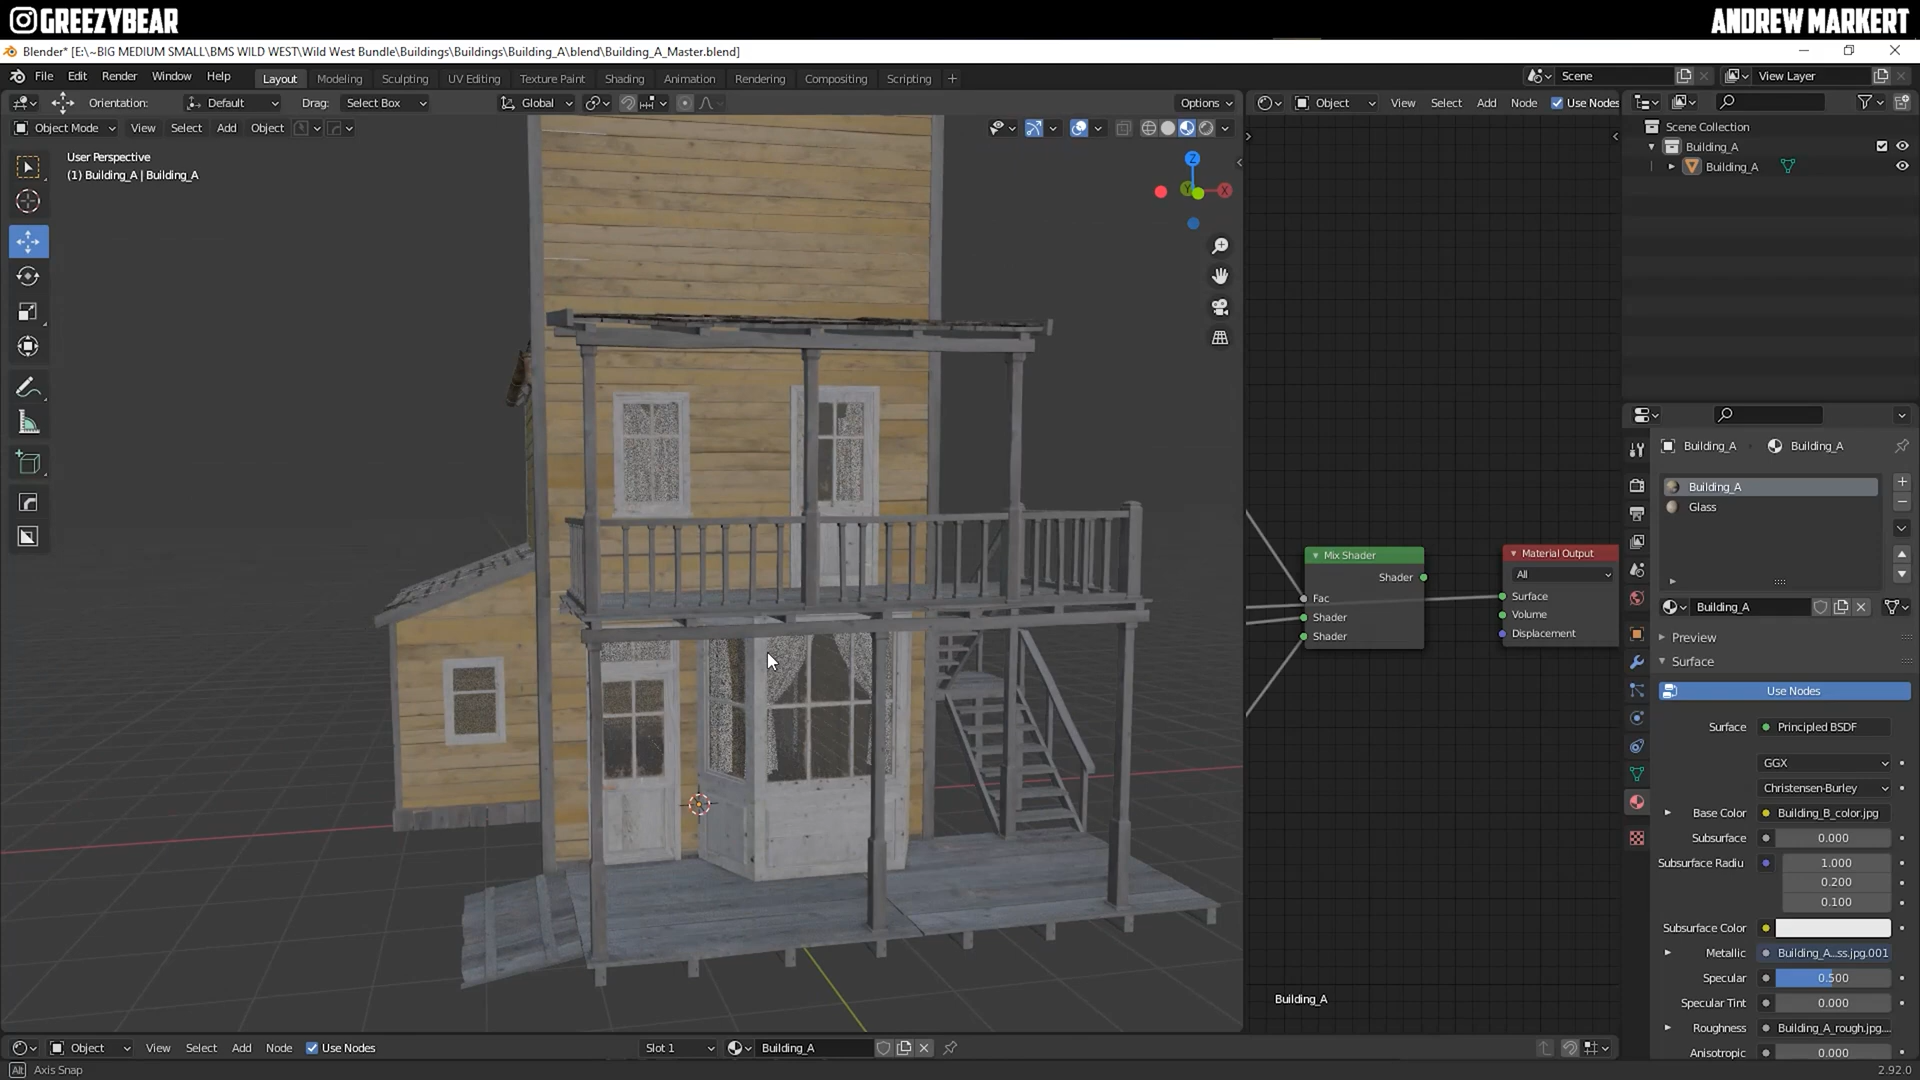 GREEZYBEAR
ANDREW MARKERT
Blender* [E:\~BIG MEDIUM SMALL\BMS WILD WEST\Wild West Bundle\Buildings\Buildings\Building_A\blend\Building_A_Master.blend]
File Edit Render Window Help Layout Modeling Sculpting UV Editing Texture Paint Shading Animation Rendering Compositing Scripting + Scene View Layer
Orientation: Default Drag: Select Box Global Options Object View Select Add Node Use Nodes
Object Mode View Select Add Object
Scene Collection
User Perspective
Building_A
(1) Building_A | Building_A
Building_A
Z
Y
X
Building_A Building_A
Building_A
Glass
Mix Shader
Shader
Fac
Shader
Shader
Material Output
All
Surface
Volume
Displacement
Building_A
Preview
Surface
Use Nodes
Surface Principled BSDF
GGX
Christensen-Burley
Base Color Building_B_color.jpg
Subsurface 0.000
Subsurface Radiu 1.000
0.200
0.100
Subsurface Color
Metallic Building_A...ss.jpg.001
Specular 0.500
Specular Tint 0.000
Building_A
Roughness Building_A_rough.jpg....
Anisotropic 0.000
Object View Select Add Node Use Nodes Slot 1 Building_A
Alt Axis Snap
2.92.0